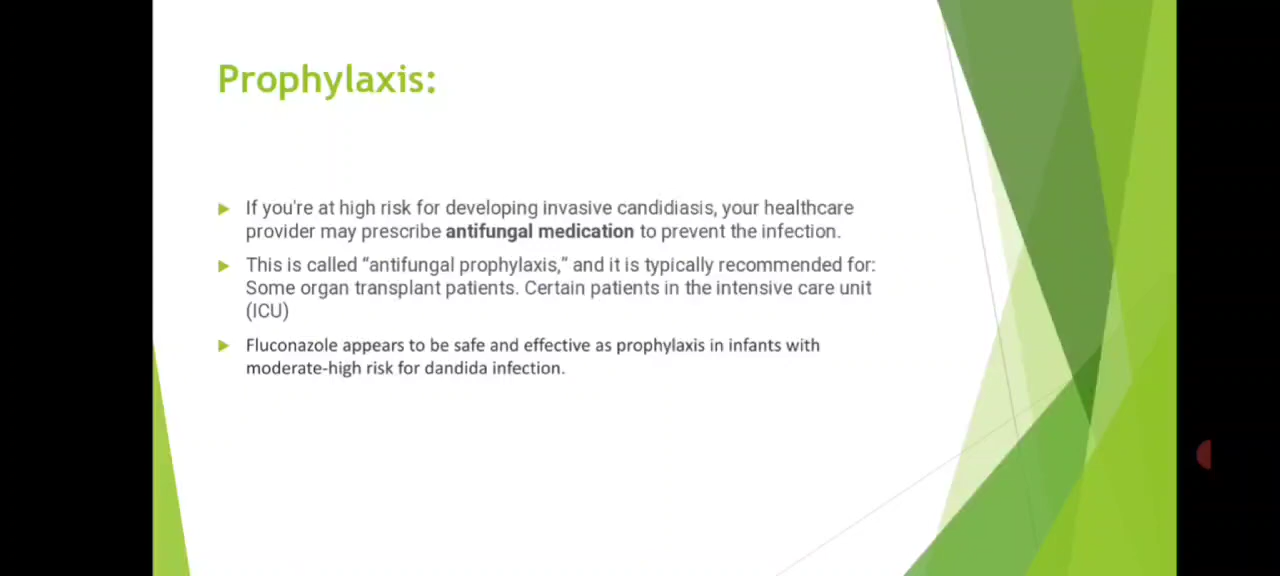 Prophylaxis:
If you're at high risk for developing invasive candidiasis, your healthcare
provider may prescribe antifungal medication to prevent the infection.
This is called “antifungal prophylaxis,” and it is typically recommended for:
Some organ transplant patients. Certain patients in the intensive care unit
(ICU)
Fluconazole appears to be safe and effective as prophylaxis in infants with
moderate-high risk for dandida infection.